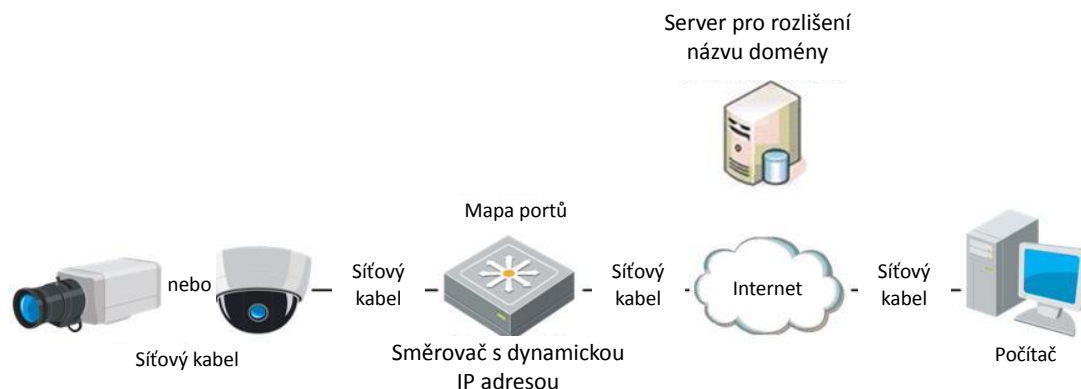 Server pro rozlišení
názvu domény
Mapa portů
nebo
Síťový
kabel
Síťový
kabel
Internet
Síťový
kabel
Síťový kabel
Směrovač s dynamickou
IP adresou
Počítač